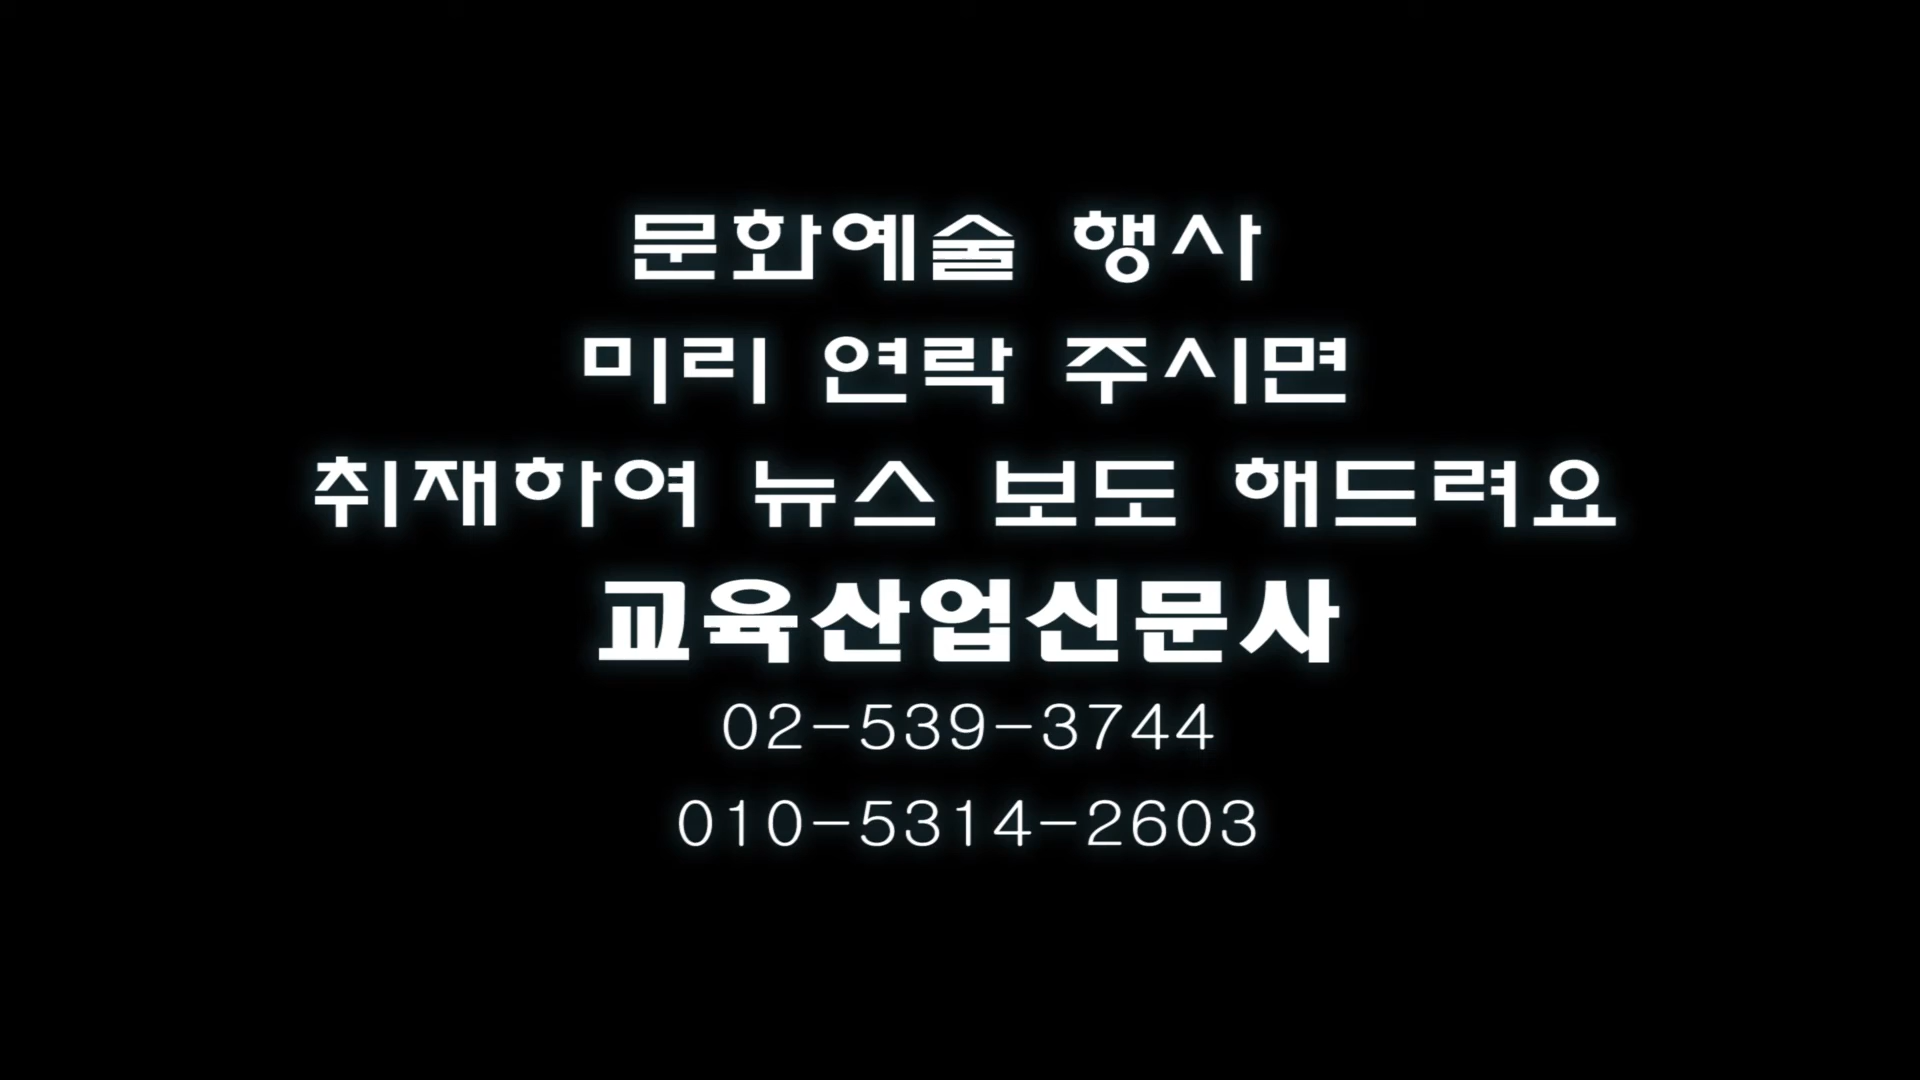 문화예술 행사
미리 연락 주시면
취재하여 뉴스 보도 해드려요
교육산업신문사
02-539-3744
010-5314-2603